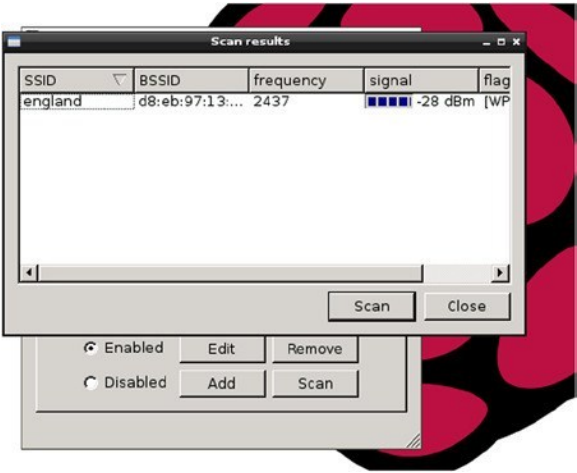 Scan results
SSID BSSID frequency signal flag
england d8:eb:97:13:... 2437 -28 dBm [WP
Scan Close
Enabled Edit Remove
Disabled Add Scan